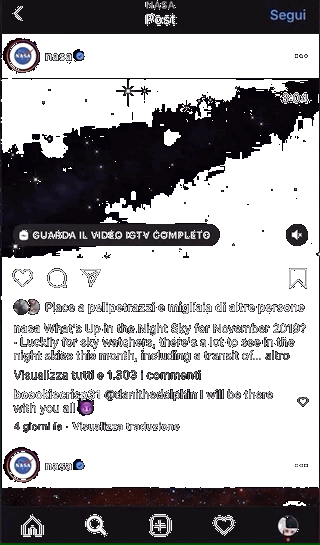 NASA
Post
Segui
nasa
GUARDA IL VIDEO IGTV COMPLETO
Piace a pelipetrazzi e migliaia di altre persone
nasa What's Up in the Night Sky for November 2019?
- Luckily for sky watchers, there's a lot to see in the
night skies this month, including a transit of... altro
Visualizza tutti e 1.303 i commenti
I will be there
with you all
4 giorni fa · Visualizza traduzione
nasa